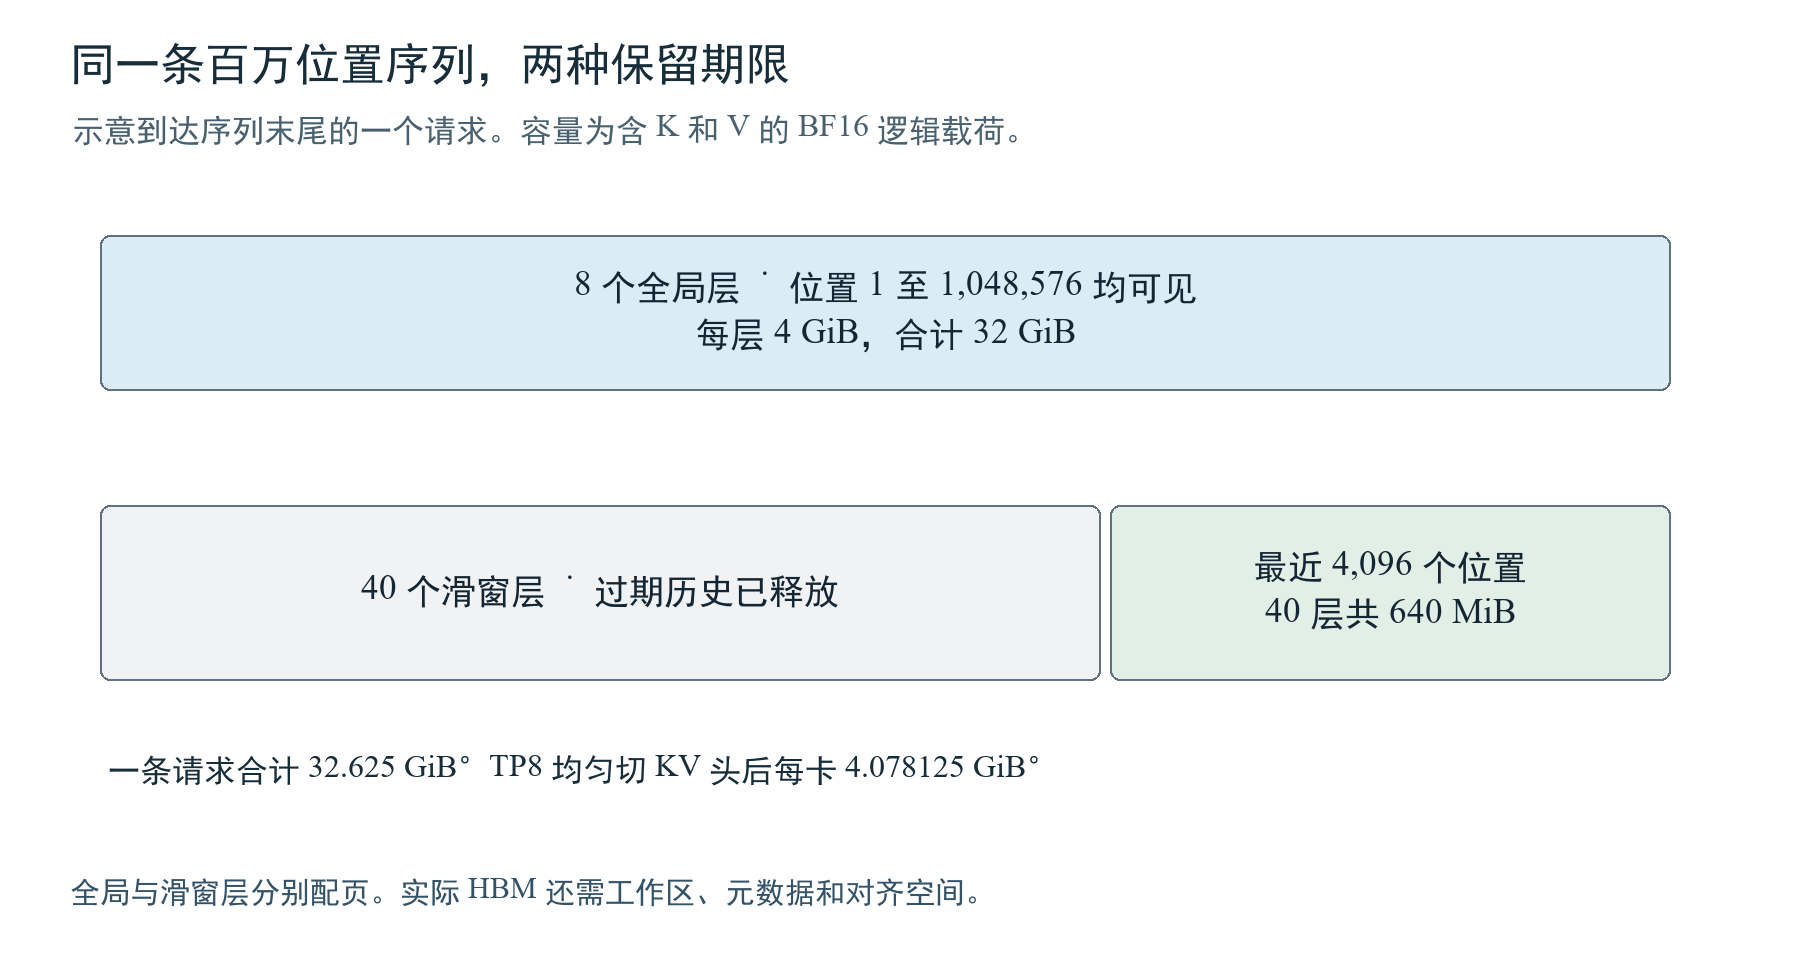 同一条百万位置序列，两种保留期限
示意到达序列末尾的一个请求。容量为含 K 和 V 的 BF16 逻辑载荷。
8 个全局层 · 位置 1 至 1,048,576 均可见
每层 4 GiB，合计 32 GiB
40 个滑窗层 · 过期历史已释放
最近 4,096 个位置
40 层共 640 MiB
一条请求合计 32.625 GiB。TP8 均匀切 KV 头后每卡 4.078125 GiB。
全局与滑窗层分别配页。实际 HBM 还需工作区、元数据和对齐空间。